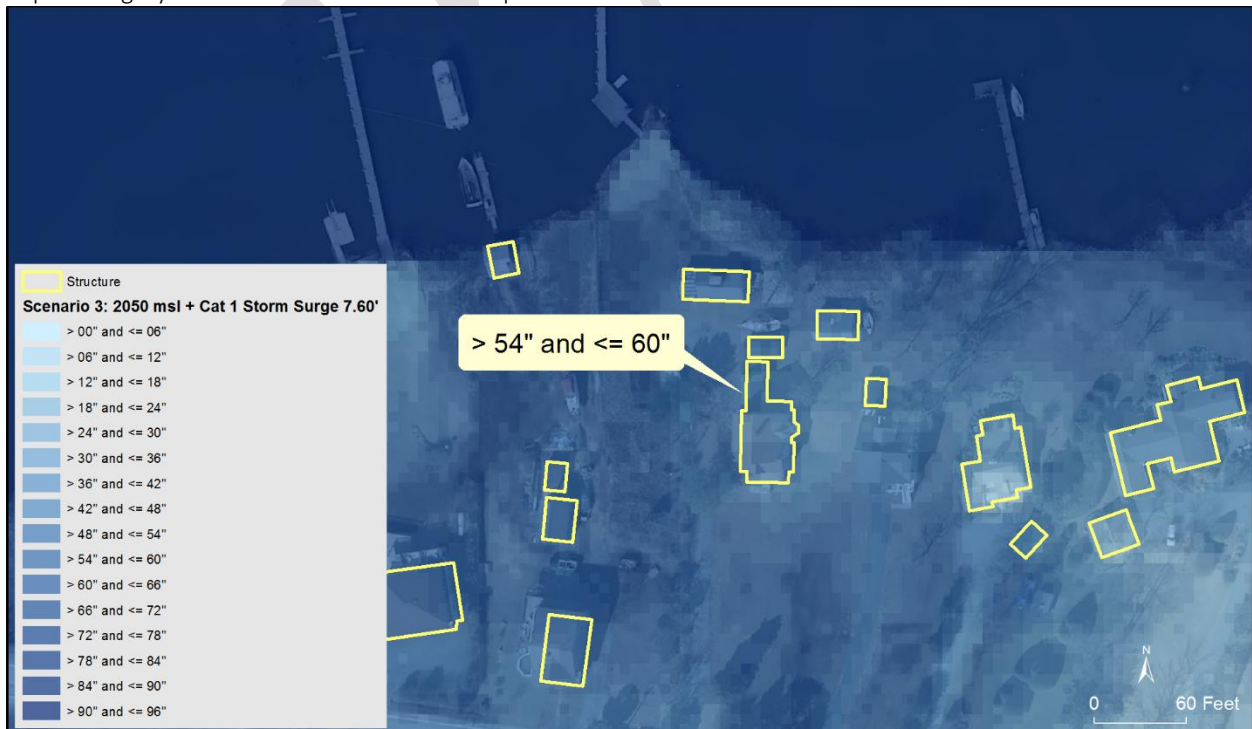 Structure
Scenario 3: 2050 msl + Cat 1 Storm Surge 7.60'
> 00" and <= 06"
> 06" and <= 12"
> 12" and <= 18"
> 18" and <= 24"
> 24" and <= 30"
> 30" and <= 36"
> 36" and <= 42"
> 42" and <= 48"
> 48" and <= 54"
> 54" and <= 60"
> 60" and <= 66"
> 66" and <= 72"
> 72" and <= 78"
> 78" and <= 84"
> 84" and <= 90"
> 90" and <= 96"
> 54" and <= 60"
N
0 60 Feet